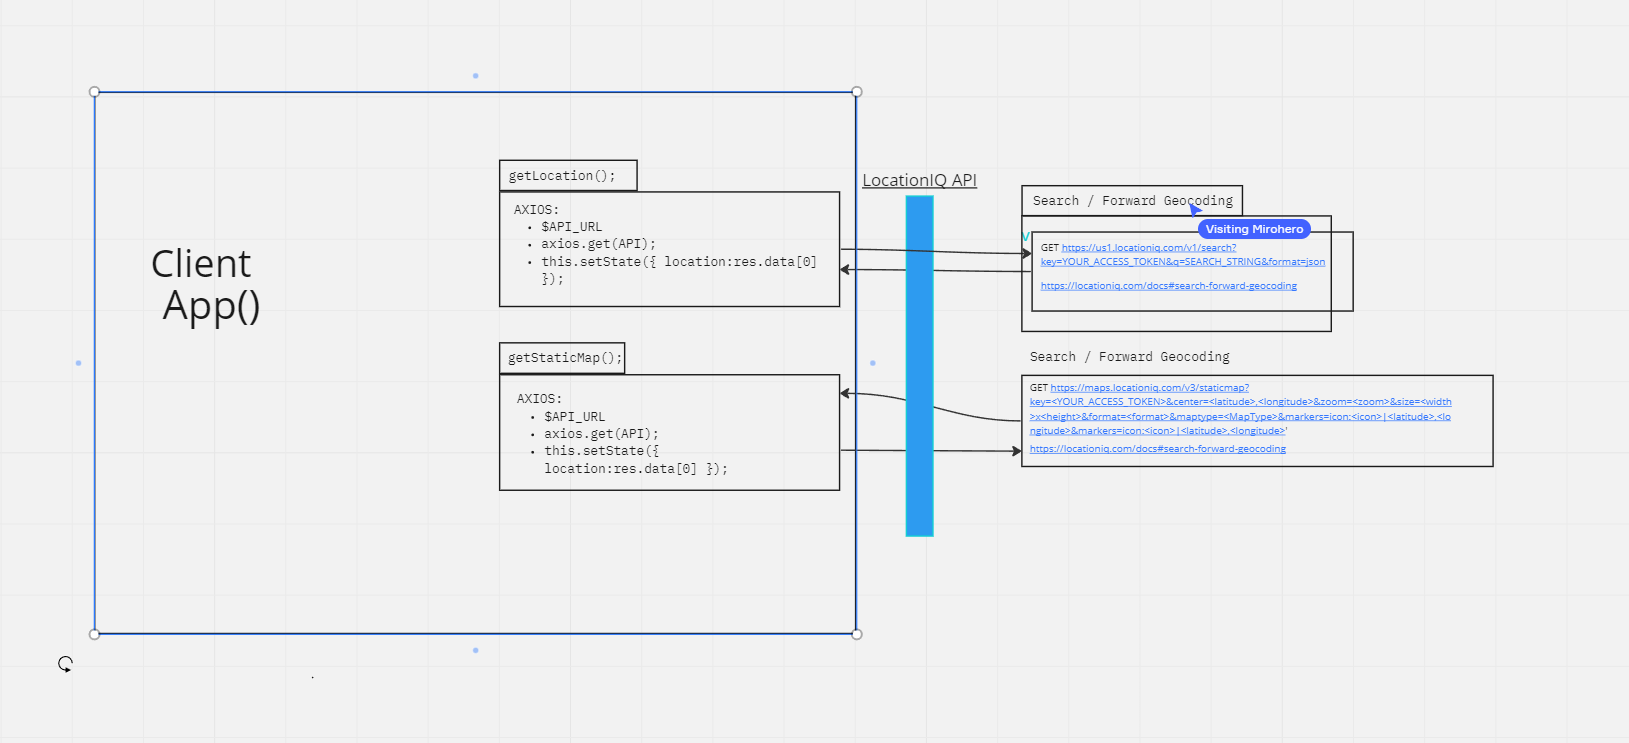 Client
App()
getLocation();
AXIOS:
• $API_URL
• axios.get(API);
• this.setState({ location:res.data[0]
});
getStaticMap();
AXIOS:
• $API_URL
• axios.get(API);
• this.setState({
location:res.data[0] });
LocationIQ API
Search / Forward Geocoding
Visiting Mirohero
V
GET https://us1.locationiq.com/v1/search?
key=YOUR_ACCESS_TOKEN&q=SEARCH_STRING&format=json
https://locationiq.com/docs#search-forward-geocoding
Search / Forward Geocoding
GET https://maps.locationiq.com/v3/staticmap?
key=<YOUR_ACCESS_TOKEN>&center=<latitude>,<longitude>&zoom=<zoom>&size=<width
>x<height>&format=<format>&maptype=<MapType>&markers=icon:<icon>|<latitude>,<lo
ngitude>&markers=icon:<icon>|<latitude>,<longitude>'
https://locationiq.com/docs#search-forward-geocoding